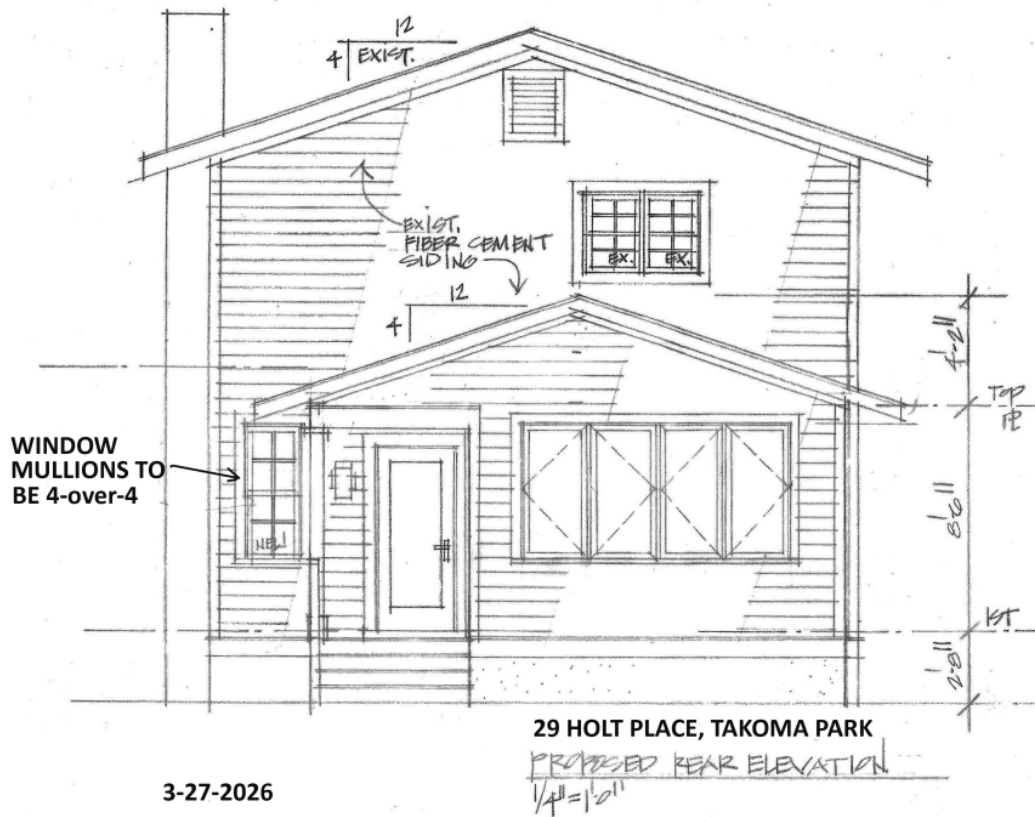 12
4 EXIST.
EXIST.
FIBER CEMENT
SIDING
EX. EX.
12
4
4'-2"
TOP
PL
WINDOW
MULLIONS TO
BE 4-over-4
NEW
8'-6"
1ST
2'-8"
29 HOLT PLACE, TAKOMA PARK
PROPOSED REAR ELEVATION
1/4"=1'0"
3-27-2026